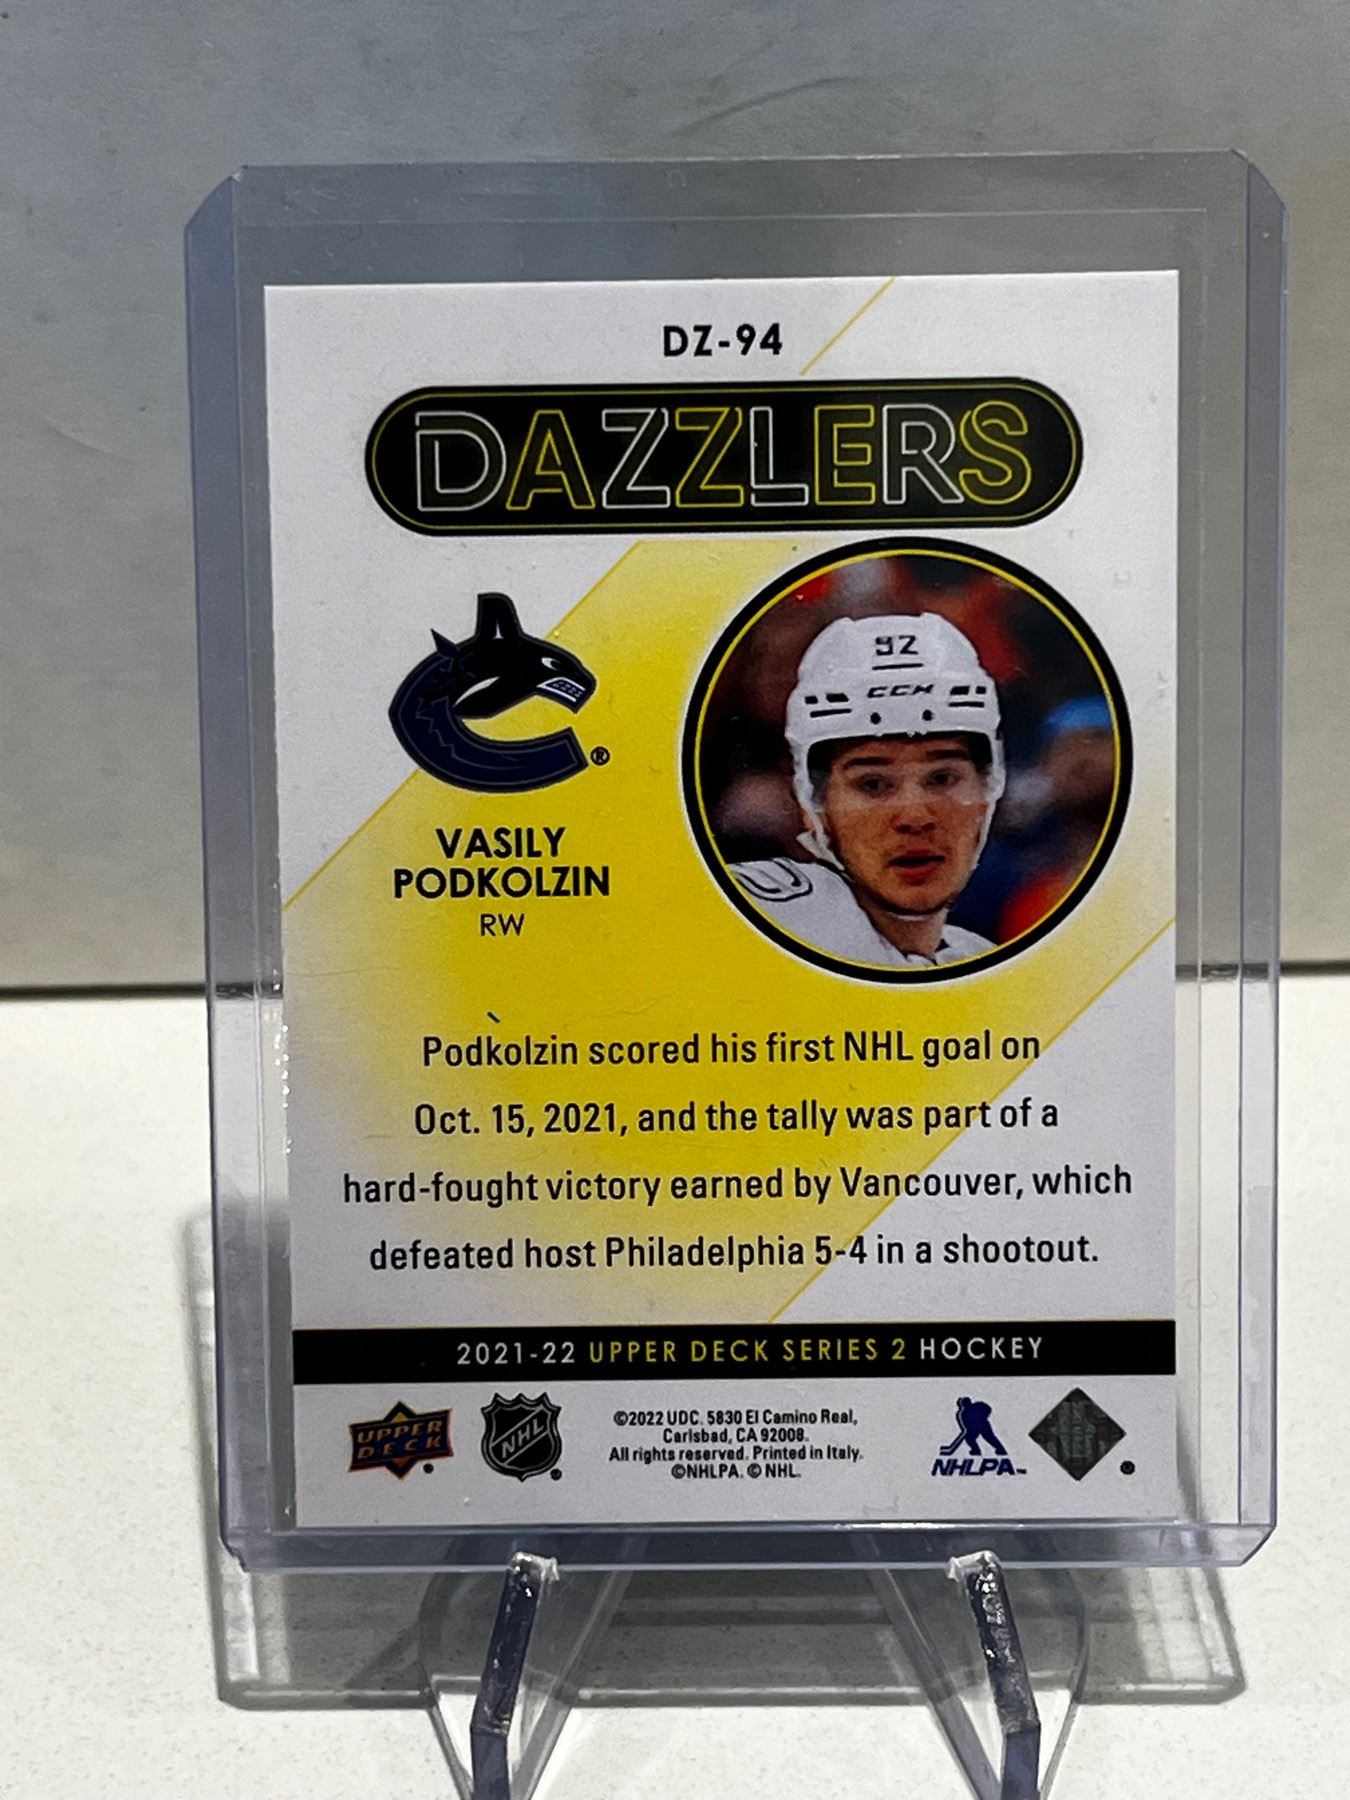 DZ-94
DAZZLERS
92
CCM
®
VASILY
PODKOLZIN
RW
Podkolzin scored his first NHL goal on
Oct. 15, 2021, and the tally was part of a
hard-fought victory earned by Vancouver, which
defeated host Philadelphia 5-4 in a shootout.
2021-22 UPPER DECK SERIES 2 HOCKEY
UPPER
DECK
NHL
©2022 UDC. 5830 El Camino Real,
Carlsbad, CA 92008.
All rights reserved. Printed in Italy.
©NHLPA. © NHL.
NHLPA™